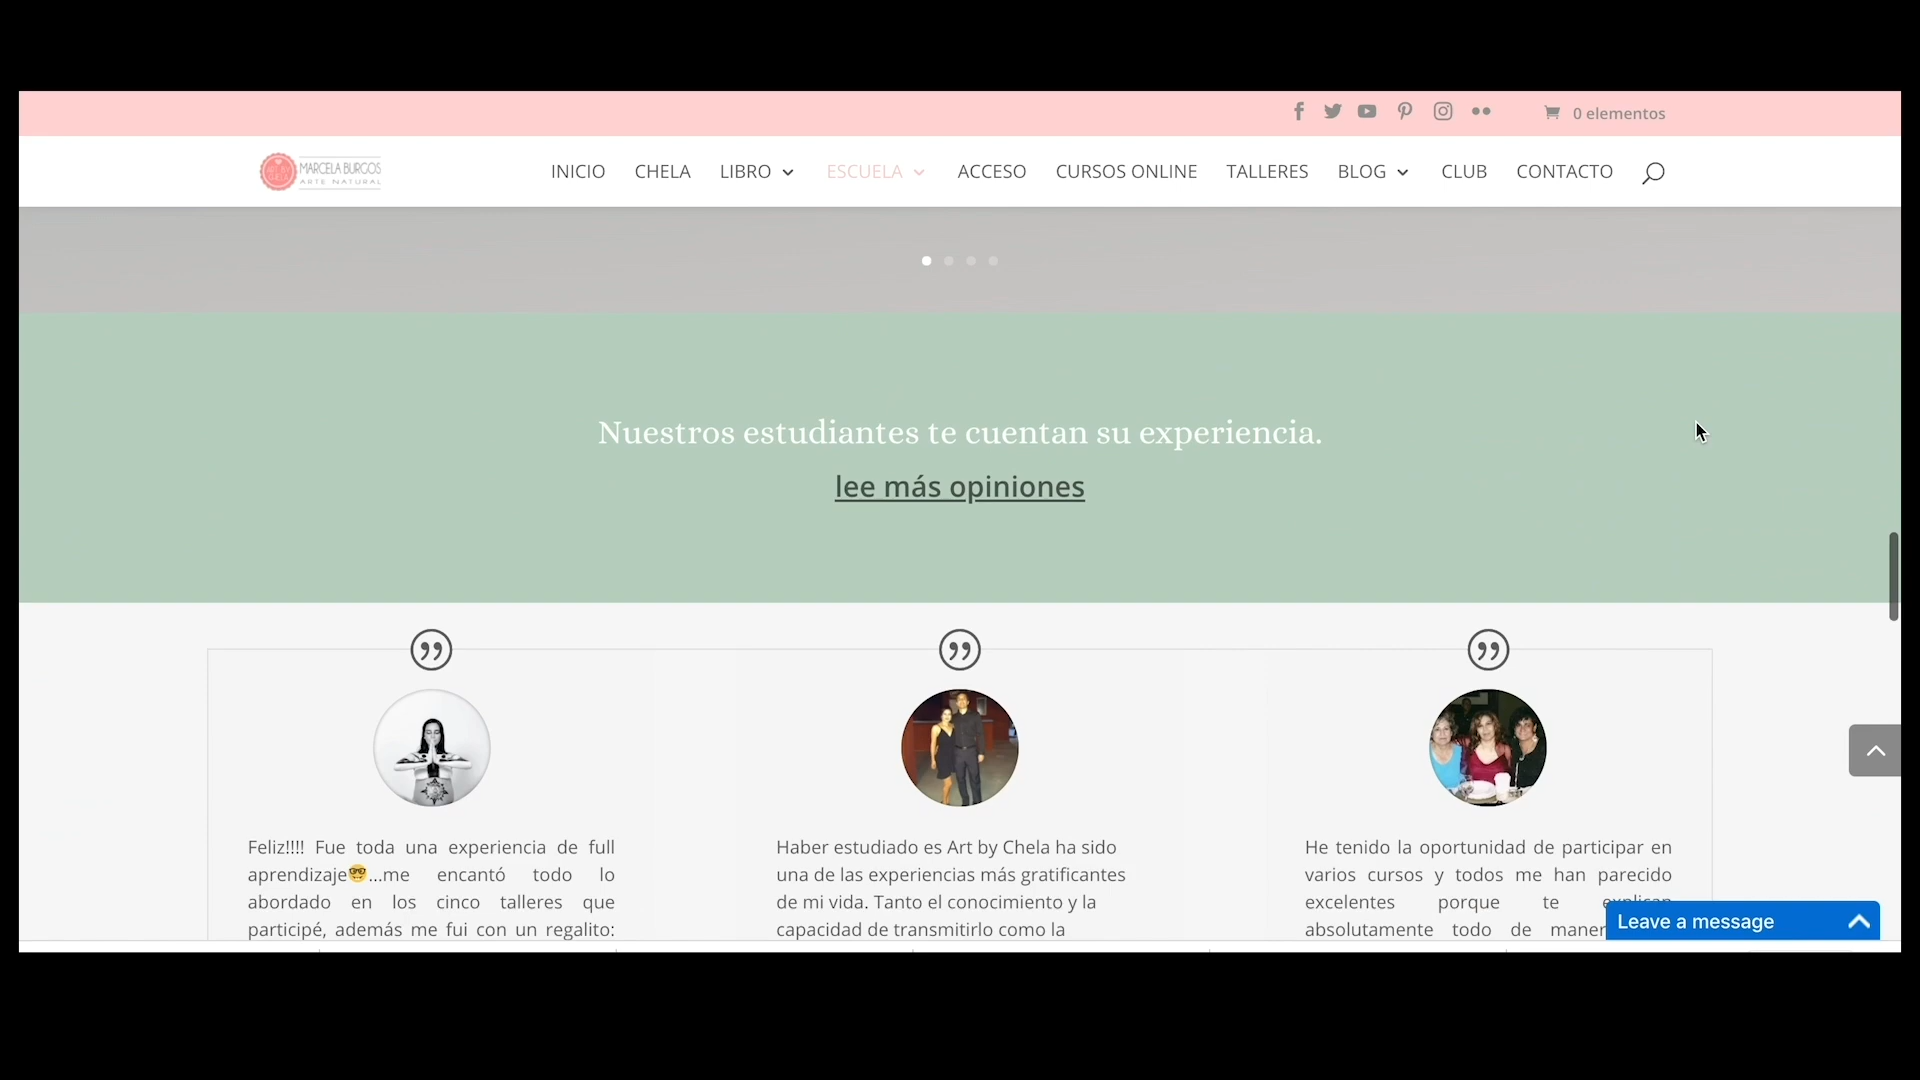 0 elementos
MARCELA BURGOS
ARTE NATURAL
INICIO CHELA LIBRO ESCUELA ACCESO CURSOS ONLINE TALLERES BLOG CLUB CONTACTO
Nuestros estudiantes te cuentan su experiencia.
lee más opiniones
Feliz!!!! Fue toda una experiencia de full
aprendizaje🤓...me encantó todo lo
abordado en los cinco talleres que
participé, además me fui con un regalito:
Haber estudiado es Art by Chela ha sido
una de las experiencias más gratificantes
de mi vida. Tanto el conocimiento y la
capacidad de transmitirlo como la
He tenido la oportunidad de participar en
varios cursos y todos me han parecido
excelentes porque te
absolutamente todo de
Leave a message